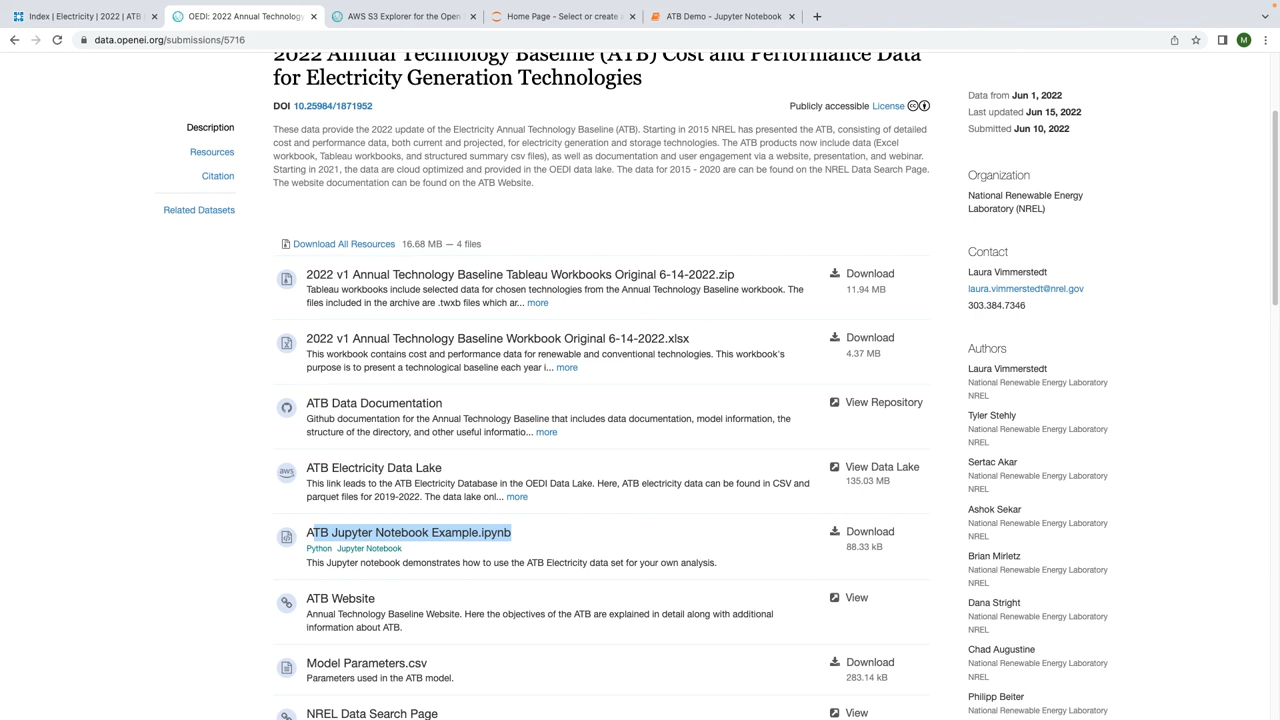 Index | Electricity | 2022 | ATB
OEDI: 2022 Annual Technology
AWS S3 Explorer for the Open
Home Page - Select or create
ATB Demo - Jupyter Notebook
data.openei.org/submissions/5716
M
2022 Annual Technology Baseline (ATB) Cost and Performance Data
for Electricity Generation Technologies
DOI 10.25984/1871952
Publicly accessible License
Description
Resources
Citation
Related Datasets
These data provide the 2022 update of the Electricity Annual Technology Baseline (ATB). Starting in 2015 NREL has presented the ATB, consisting of detailed
cost and performance data, both current and projected, for electricity generation and storage technologies. The ATB products now include data (Excel
workbook, Tableau workbooks, and structured summary csv files), as well as documentation and user engagement via a website, presentation, and webinar.
Starting in 2021, the data are cloud optimized and provided in the OEDI data lake. The data for 2015 - 2020 are can be found on the NREL Data Search Page.
The website documentation can be found on the ATB Website.
Download All Resources 16.68 MB — 4 files
2022 v1 Annual Technology Baseline Tableau Workbooks Original 6-14-2022.zip
Tableau workbooks include selected data for chosen technologies from the Annual Technology Baseline workbook. The
files included in the archive are .twxb files which ar... more
Download
11.94 MB
2022 v1 Annual Technology Baseline Workbook Original 6-14-2022.xlsx
This workbook contains cost and performance data for renewable and conventional technologies. This workbook's
purpose is to present a technological baseline each year i... more
Download
4.37 MB
ATB Data Documentation
Github documentation for the Annual Technology Baseline that includes data documentation, model information, the
structure of the directory, and other useful informatio... more
View Repository
aws
ATB Electricity Data Lake
This link leads to the ATB Electricity Database in the OEDI Data Lake. Here, ATB electricity data can be found in CSV and
parquet files for 2019-2022. The data lake onl... more
View Data Lake
135.03 MB
ATB Jupyter Notebook Example.ipynb
Python Jupyter Notebook
This Jupyter notebook demonstrates how to use the ATB Electricity data set for your own analysis.
Download
88.33 kB
ATB Website
Annual Technology Baseline Website. Here the objectives of the ATB are explained in detail along with additional
information about ATB.
View
Model Parameters.csv
Parameters used in the ATB model.
Download
283.14 kB
NREL Data Search Page
View
Data from Jun 1, 2022
Last updated Jun 15, 2022
Submitted Jun 10, 2022
Organization
National Renewable Energy
Laboratory (NREL)
Contact
Laura Vimmerstedt
laura.vimmerstedt@nrel.gov
303.384.7346
Authors
Laura Vimmerstedt
National Renewable Energy Laboratory
NREL
Tyler Stehly
National Renewable Energy Laboratory
NREL
Sertac Akar
National Renewable Energy Laboratory
NREL
Ashok Sekar
National Renewable Energy Laboratory
NREL
Brian Mirletz
National Renewable Energy Laboratory
NREL
Dana Stright
National Renewable Energy Laboratory
NREL
Chad Augustine
National Renewable Energy Laboratory
NREL
Philipp Beiter
National Renewable Energy Laboratory